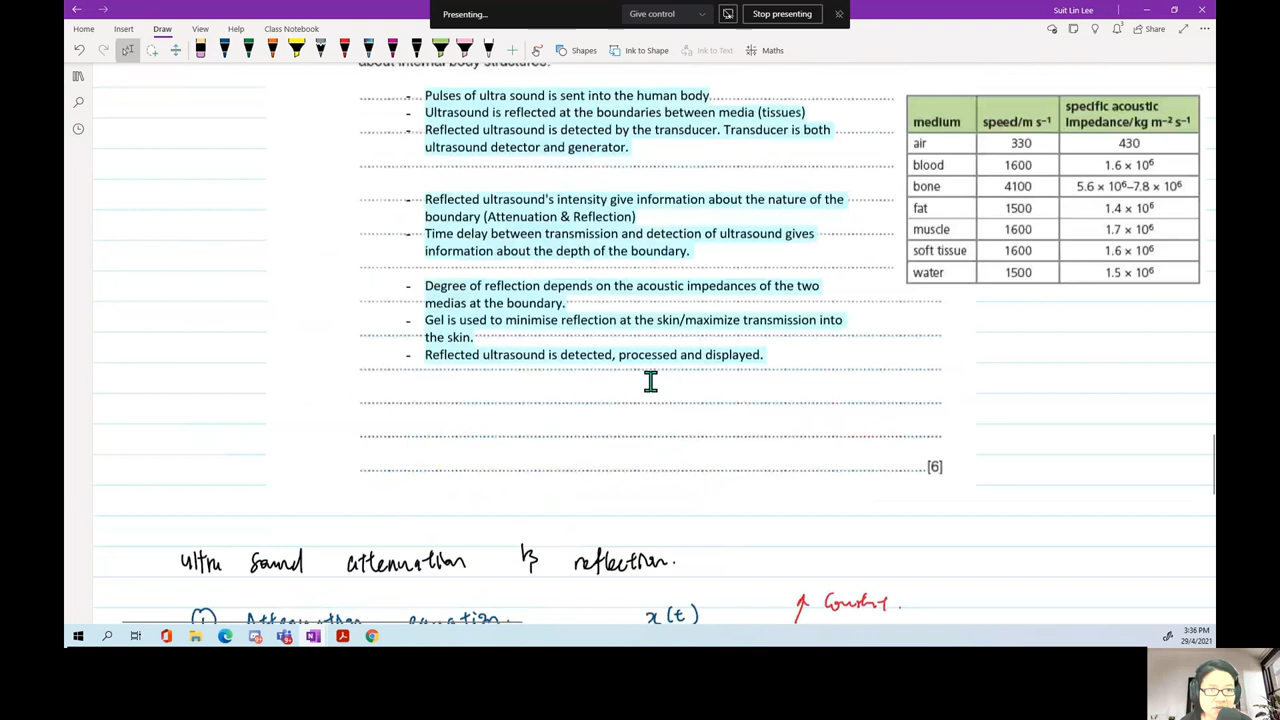 Presenting...
Give control
Stop presenting
Suit Lin Lee
Home
Insert
Draw
View
Help
Class Notebook
Share
Shapes
Ink to Shape
Ink to Text
Maths
about internal body structures.
- Pulses of ultra sound is sent into the human body
- Ultrasound is reflected at the boundaries between media (tissues)
- Reflected ultrasound is detected by the transducer. Transducer is both
ultrasound detector and generator.
- Reflected ultrasound's intensity give information about the nature of the
boundary (Attenuation & Reflection)
- Time delay between transmission and detection of ultrasound gives
information about the depth of the boundary.
- Degree of reflection depends on the acoustic impedances of the two
medias at the boundary.
- Gel is used to minimise reflection at the skin/maximize transmission into
the skin.
- Reflected ultrasound is detected, processed and displayed.
[6]
medium speed/m s⁻¹ specific acoustic impedance/kg m⁻² s⁻¹
air 330 430
blood 1600 1.6 × 10⁶
bone 4100 5.6 × 10⁶–7.8 × 10⁶
fat 1500 1.4 × 10⁶
muscle 1600 1.7 × 10⁶
soft tissue 1600 1.6 × 10⁶
water 1500 1.5 × 10⁶
ultra sound attenuation & reflection.
① Attenuation equation. x(t)
3:36 PM
29/4/2021